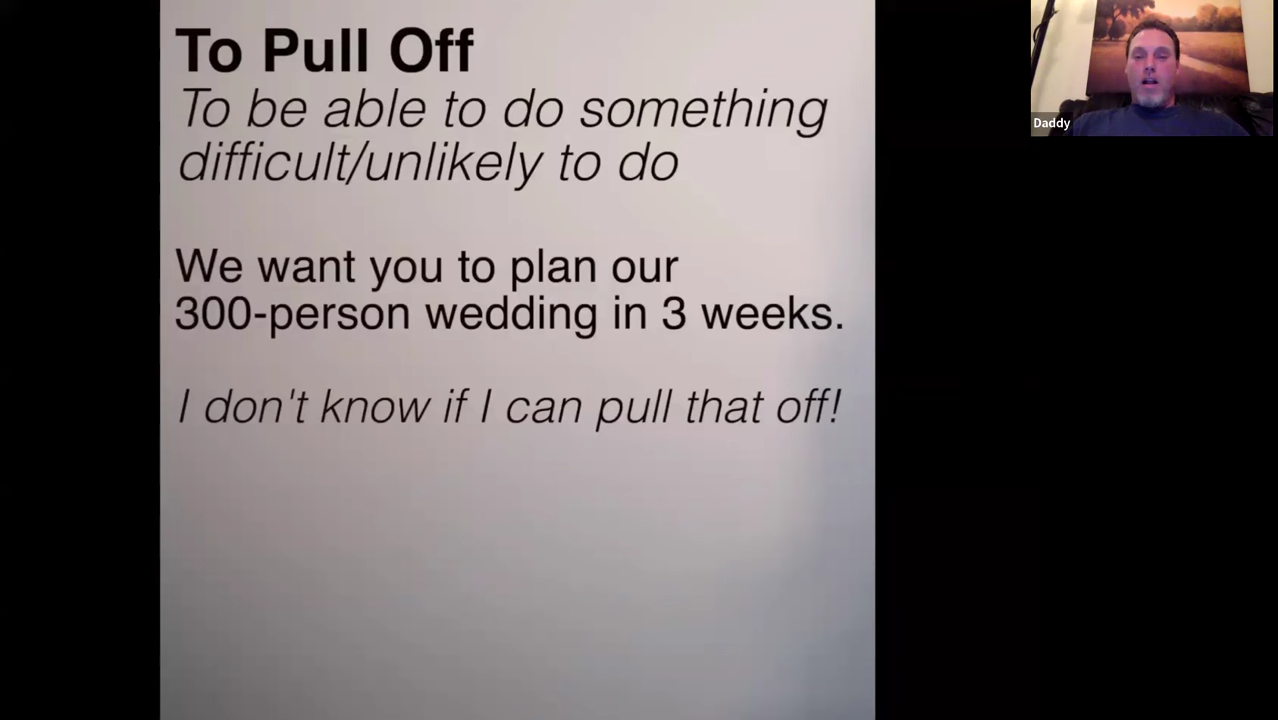 To Pull Off
To be able to do something
difficult/unlikely to do
We want you to plan our
300-person wedding in 3 weeks.
I don't know if I can pull that off!
Daddy